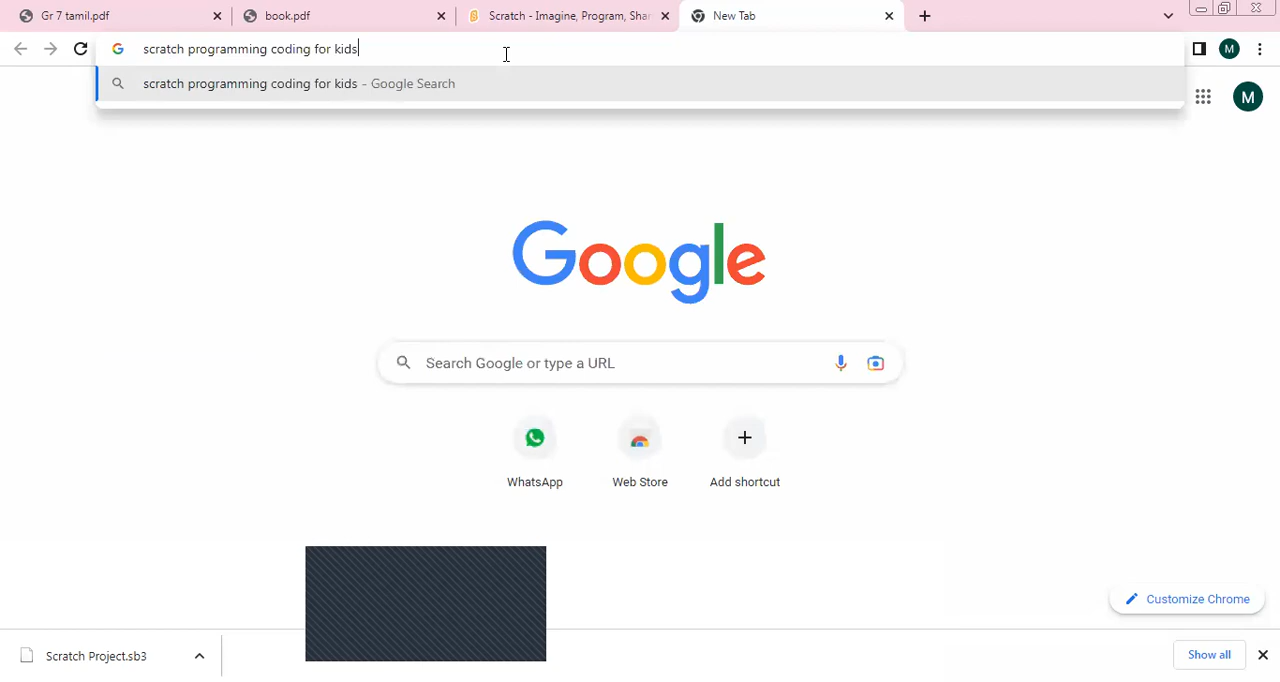 Gr 7 tamil.pdf
book.pdf
Scratch - Imagine, Program, Shar
New Tab
scratch programming coding for kids
M
scratch programming coding for kids - Google Search
M
Google
Search Google or type a URL
WhatsApp
Web Store
Add shortcut
Customize Chrome
Scratch Project.sb3
Show all